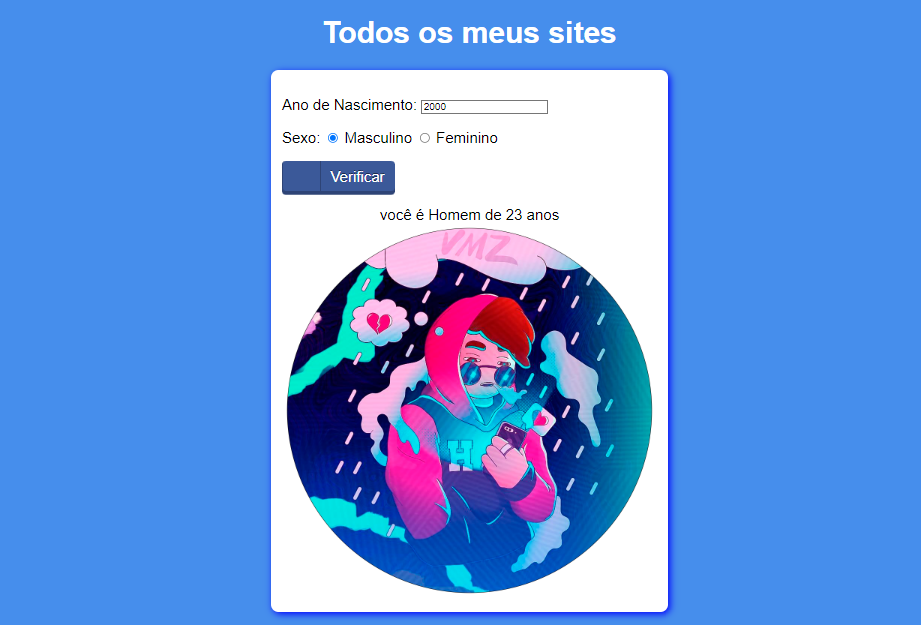 Todos os meus sites
Ano de Nascimento: 2000
Sexo: Masculino Feminino
Verificar
você é Homem de 23 anos
VMZ
H